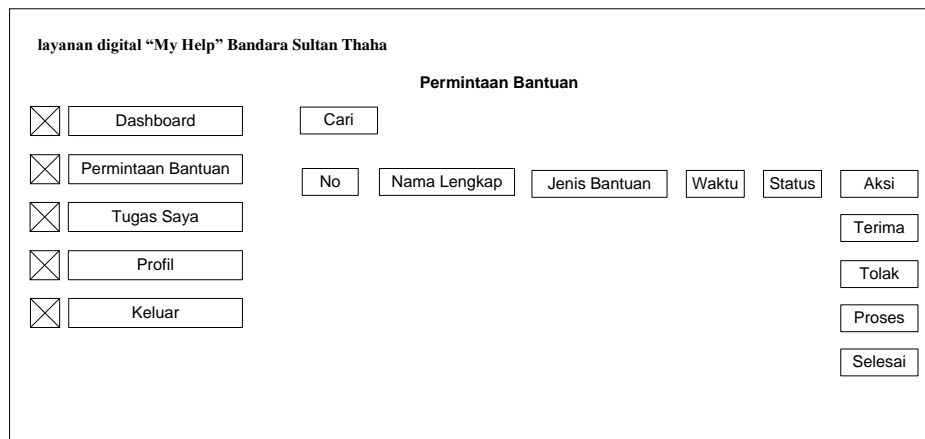 layanan digital “My Help” Bandara Sultan Thaha
Permintaan Bantuan
Dashboard
Permintaan Bantuan
Tugas Saya
Profil
Keluar
Cari
No Nama Lengkap Jenis Bantuan Waktu Status Aksi
Terima
Tolak
Proses
Selesai